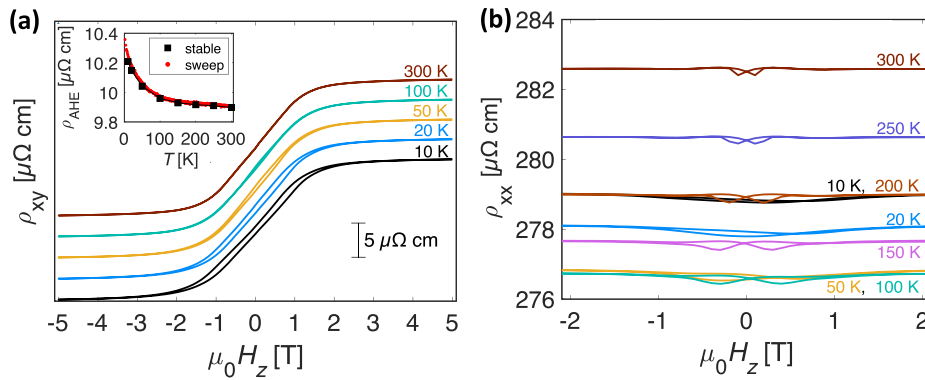 (a)
10.4
10.2
10
9.8
ρAHE [μΩ cm]
stable
sweep
0 100 200 300
T [K]
300 K
100 K
50 K
20 K
10 K
5 μΩ cm
ρxy [μΩ cm]
-5 -4 -3 -2 -1 0 1 2 3 4 5
μ0Hz [T]
(b)
284
282
280
278
276
ρxx [μΩ cm]
300 K
250 K
10 K, 200 K
20 K
150 K
50 K, 100 K
-2 -1 0 1 2
μ0Hz [T]